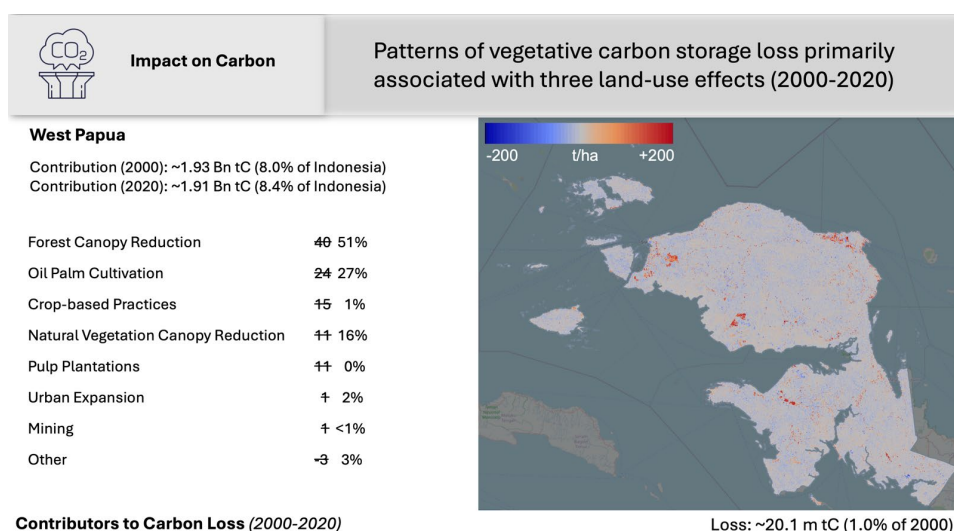 CO2
Impact on Carbon
Patterns of vegetative carbon storage loss primarily
associated with three land-use effects (2000-2020)
West Papua
Contribution (2000): ~1.93 Bn tC (8.0% of Indonesia)
Contribution (2020): ~1.91 Bn tC (8.4% of Indonesia)
Forest Canopy Reduction 40 51%
Oil Palm Cultivation 24 27%
Crop-based Practices 15 1%
Natural Vegetation Canopy Reduction 11 16%
Pulp Plantations 11 0%
Urban Expansion 1 2%
Mining 1 <1%
Other -3 3%
Contributors to Carbon Loss (2000-2020)
-200 t/ha +200
Loss: ~20.1 m tC (1.0% of 2000)